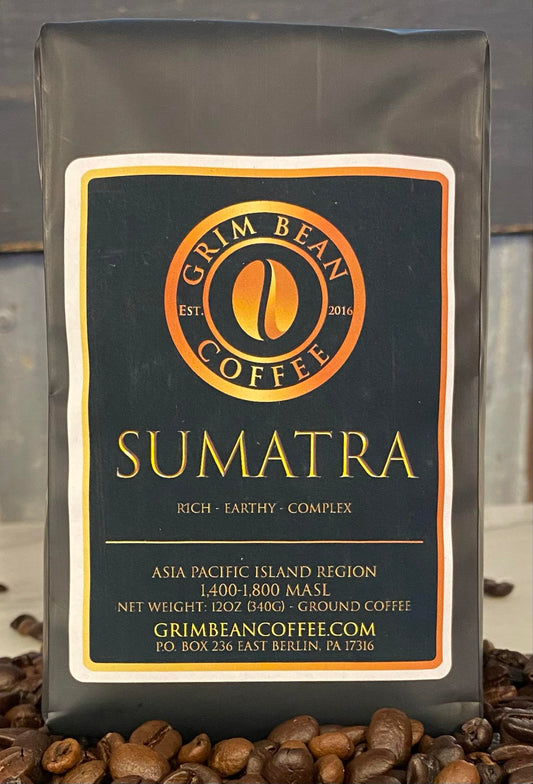 GRIM BEAN
EST. 2016
COFFEE
SUMATRA
RICH - EARTHY - COMPLEX
ASIA PACIFIC ISLAND REGION
1,400-1,800 MASL
NET WEIGHT: 12OZ (340G) - GROUND COFFEE
GRIMBEANCOFFEE.COM
P.O. BOX 236 EAST BERLIN, PA 17316